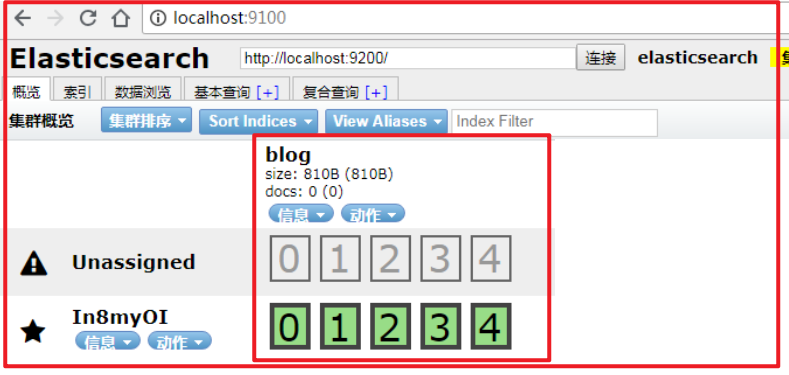 localhost:9100
Elasticsearch http://localhost:9200/ 连接 elasticsearch
概览 索引 数据浏览 基本查询 [+] 复合查询 [+]
集群概览 集群排序 Sort Indices View Aliases Index Filter
blog
size: 810B (810B)
docs: 0 (0)
信息 动作
Unassigned 0 1 2 3 4
In8myOI 0 1 2 3 4
信息 动作